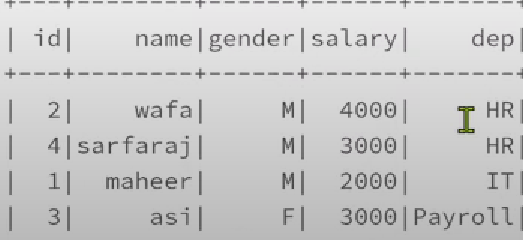 +---+--------+------+------+-------+
| id|    name|gender|salary|    dep|
+---+--------+------+------+-------+
|  2|    wafa|     M|  4000|     HR|
|  4|sarfaraj|     M|  3000|     HR|
|  1|  maheer|     M|  2000|     IT|
|  3|     asi|     F|  3000|Payroll|